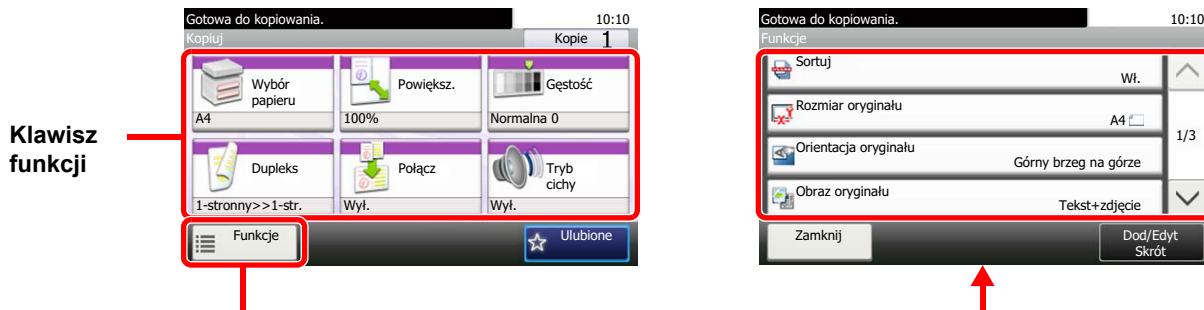 Gotowa do kopiowania.
10:10
Kopiuj
Kopie 1
Wybór
papieru
A4
Powiększ.
100%
Gęstość
Normalna 0
Dupleks
1-stronny>>1-str.
Połącz
Wył.
Tryb
cichy
Wył.
Funkcje
Ulubione
Klawisz
funkcji
Gotowa do kopiowania.
10:10
Funkcje
Sortuj
Wł.
Rozmiar oryginału
A4
Orientacja oryginału
Górny brzeg na górze
Obraz oryginału
Tekst+zdjęcie
1/3
Zamknij
Dod/Edyt
Skrót